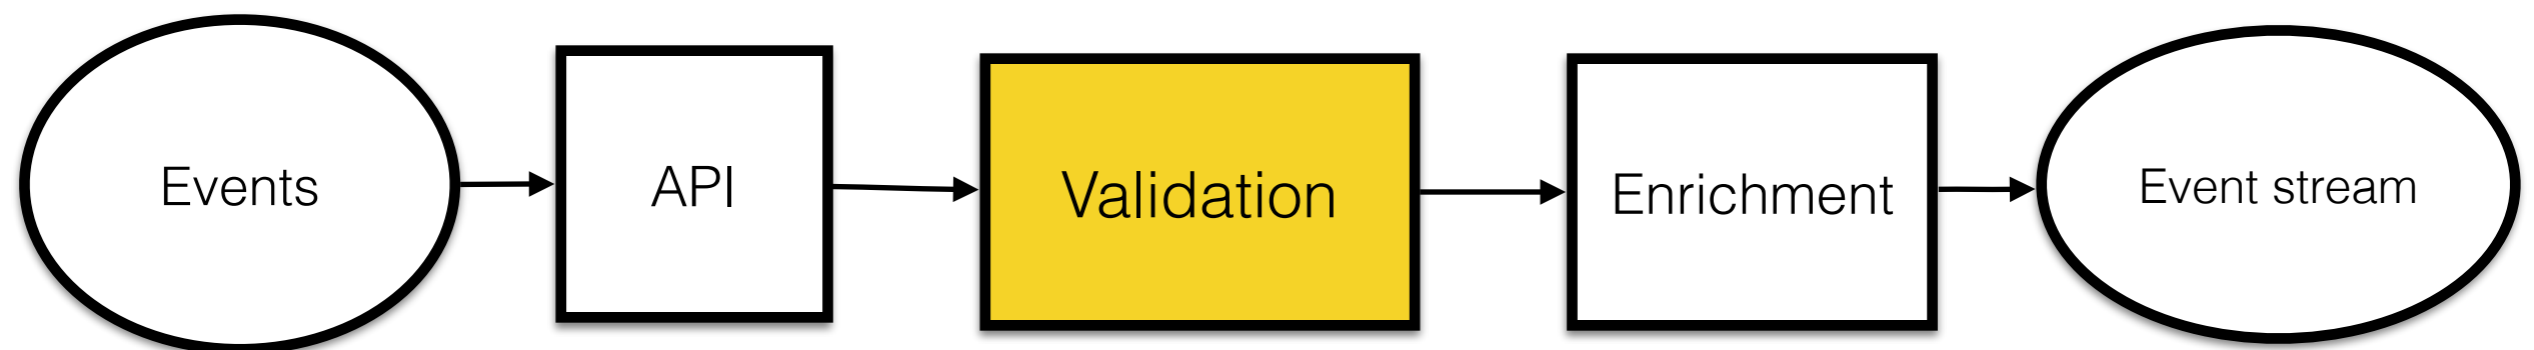 Events
API
Validation
Enrichment
Event stream